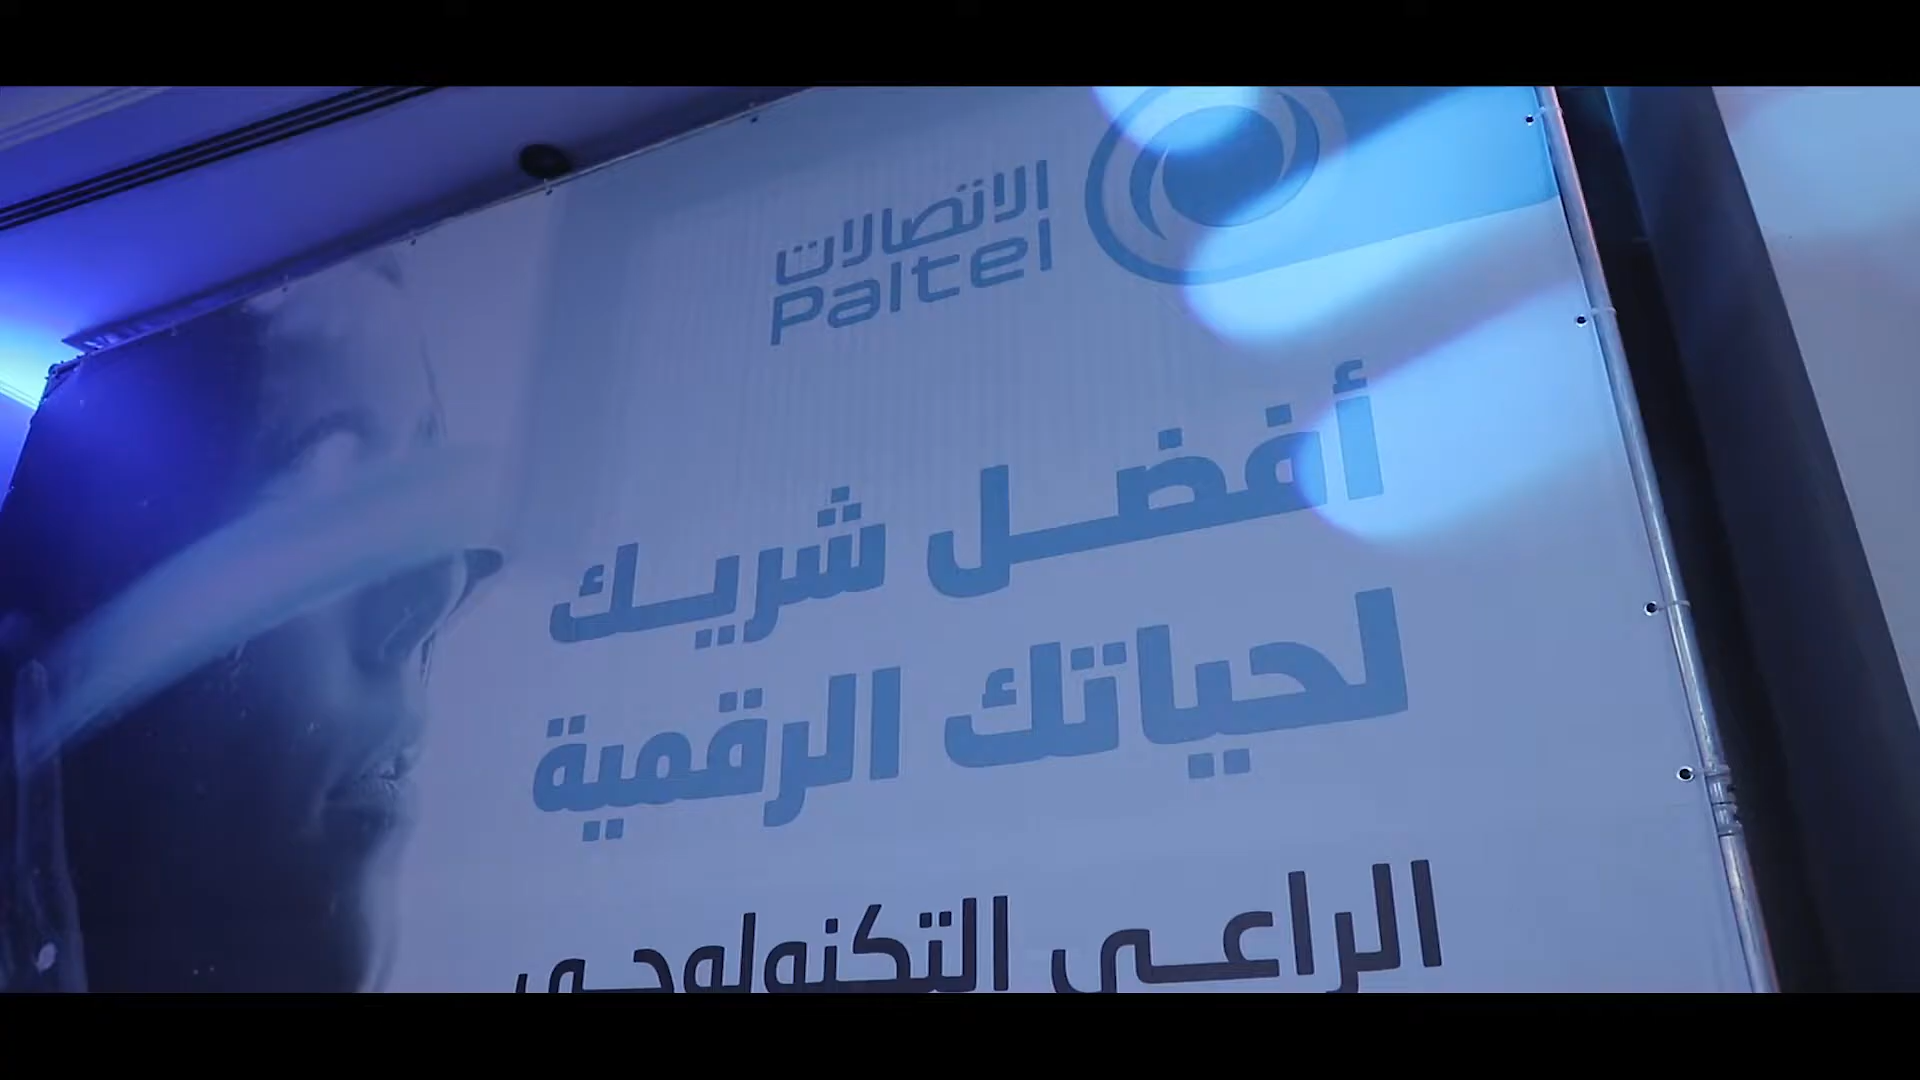 الاتصالات
Paltel
أفضل شريك
لحياتك الرقمية
الراعي التكنولوجي